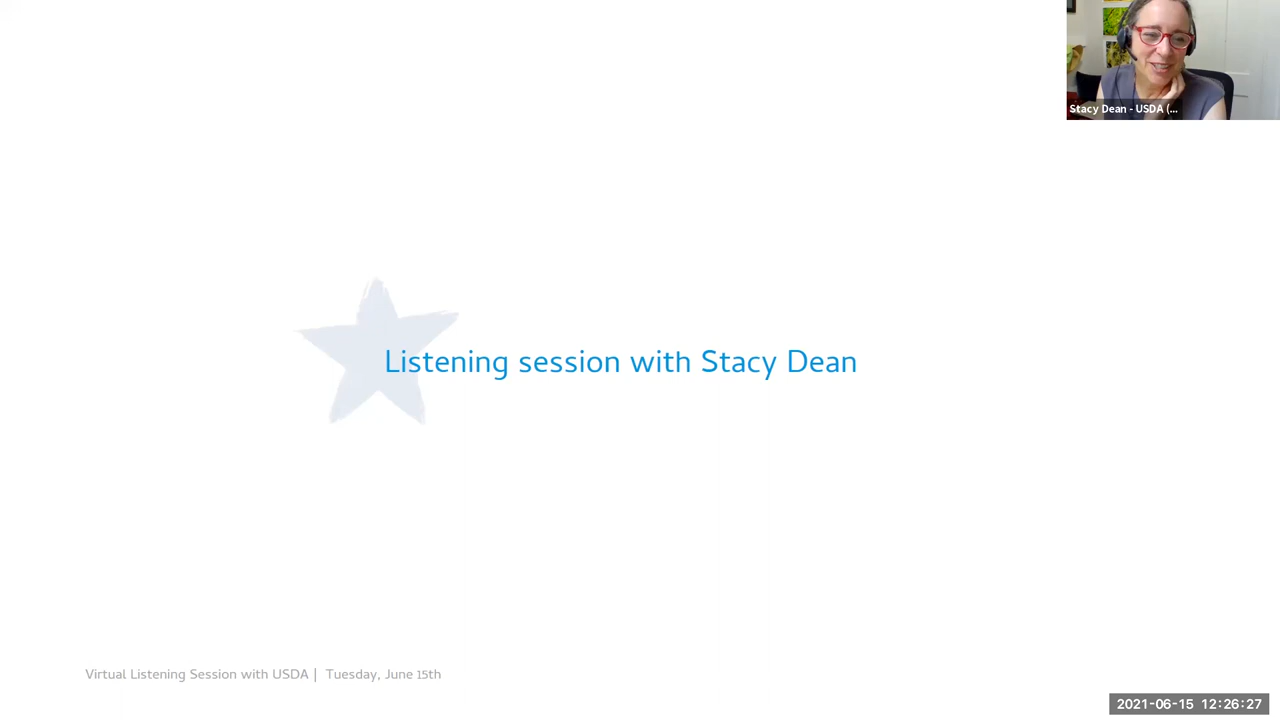 Stacy Dean - USDA (...
Listening session with Stacy Dean
Virtual Listening Session with USDA | Tuesday, June 15th
2021-06-15 12:26:27